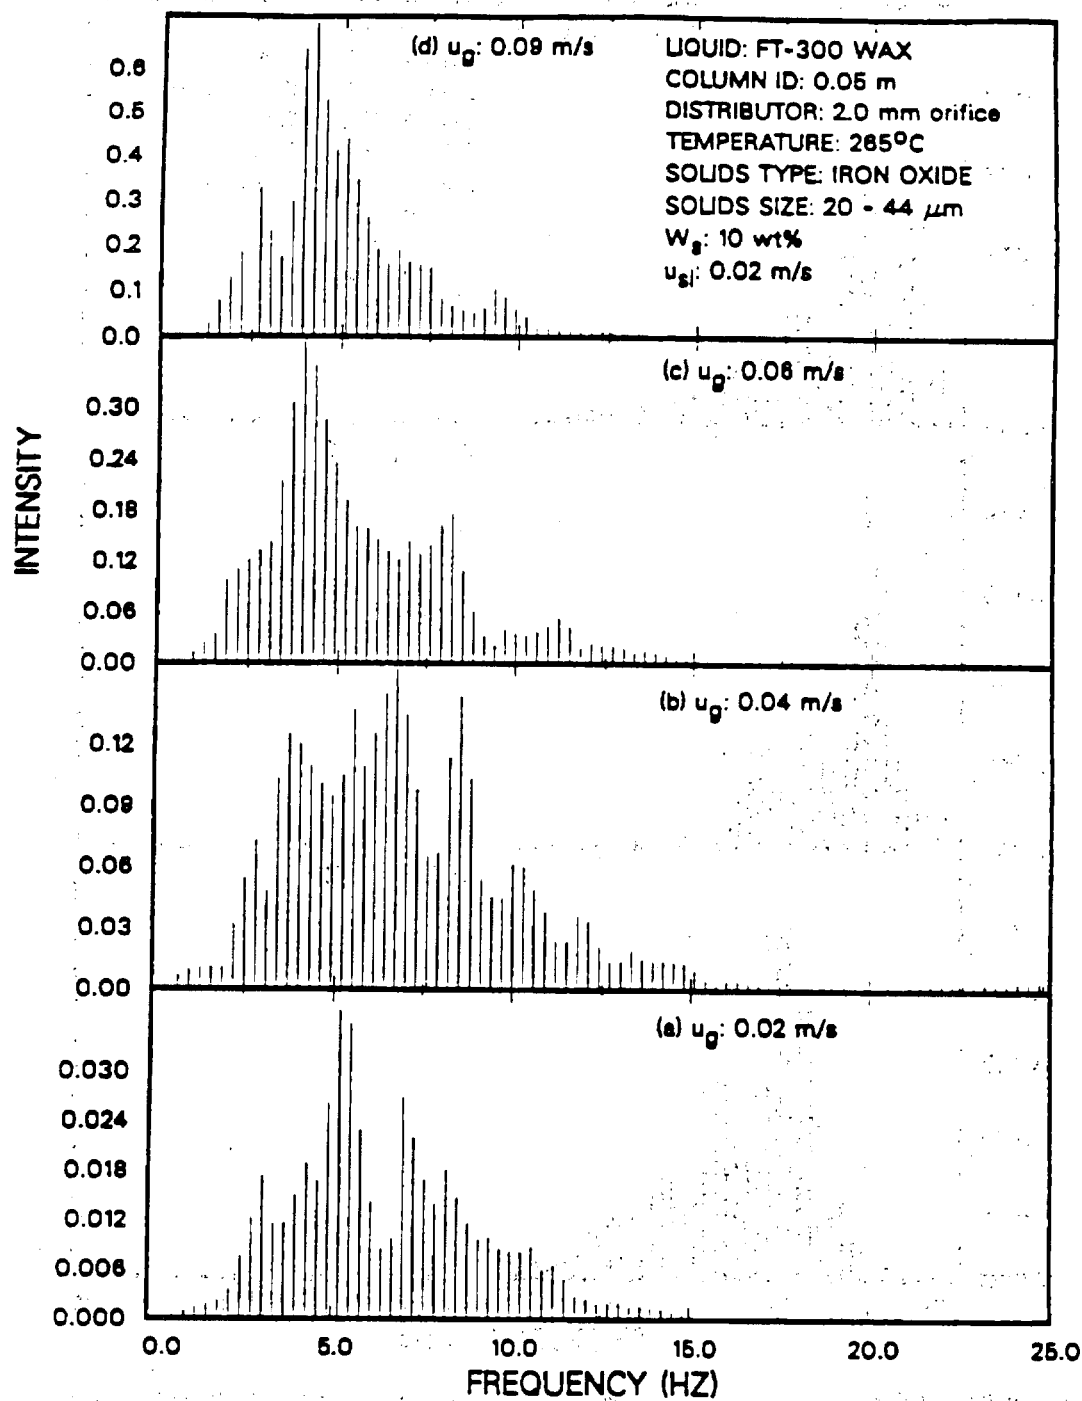 (d) u_g: 0.09 m/s
LIQUID: FT-300 WAX
COLUMN ID: 0.05 m
DISTRIBUTOR: 2.0 mm orifice
TEMPERATURE: 265°C
SOLIDS TYPE: IRON OXIDE
SOLIDS SIZE: 20 - 44 μm
W_s: 10 wt%
u_sl: 0.02 m/s
0.6
0.5
0.4
0.3
0.2
0.1
0.0
(c) u_g: 0.06 m/s
0.30
0.24
0.18
0.12
0.06
0.00
(b) u_g: 0.04 m/s
0.12
0.09
0.06
0.03
0.00
(a) u_g: 0.02 m/s
0.030
0.024
0.018
0.012
0.006
0.000
0.0 5.0 10.0 15.0 20.0 25.0
FREQUENCY (HZ)
INTENSITY